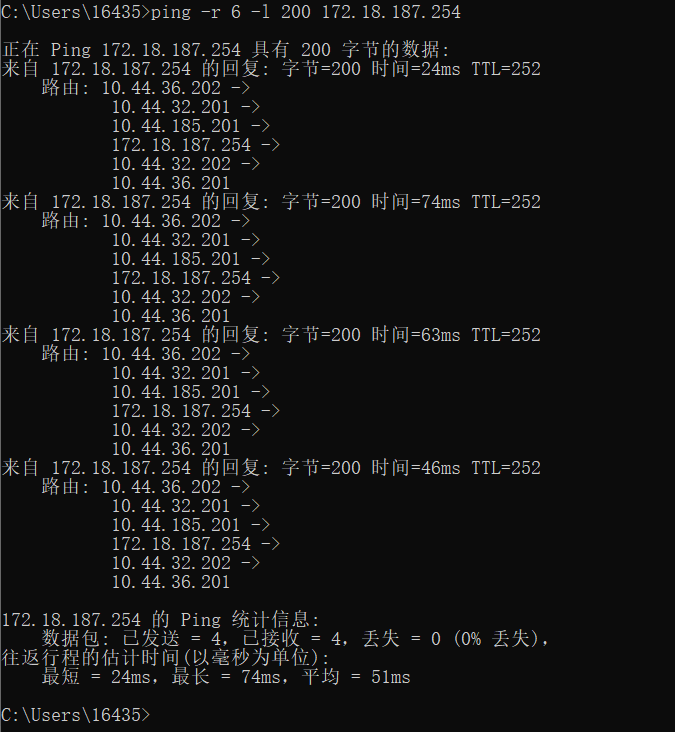 C:\Users\16435>ping -r 6 -l 200 172.18.187.254
正在 Ping 172.18.187.254 具有 200 字节的数据:
来自 172.18.187.254 的回复: 字节=200 时间=24ms TTL=252
路由: 10.44.36.202 ->
10.44.32.201 ->
10.44.185.201 ->
172.18.187.254 ->
10.44.32.202 ->
10.44.36.201
来自 172.18.187.254 的回复: 字节=200 时间=74ms TTL=252
路由: 10.44.36.202 ->
10.44.32.201 ->
10.44.185.201 ->
172.18.187.254 ->
10.44.32.202 ->
10.44.36.201
来自 172.18.187.254 的回复: 字节=200 时间=63ms TTL=252
路由: 10.44.36.202 ->
10.44.32.201 ->
10.44.185.201 ->
172.18.187.254 ->
10.44.32.202 ->
10.44.36.201
来自 172.18.187.254 的回复: 字节=200 时间=46ms TTL=252
路由: 10.44.36.202 ->
10.44.32.201 ->
10.44.185.201 ->
172.18.187.254 ->
10.44.32.202 ->
10.44.36.201
172.18.187.254 的 Ping 统计信息:
数据包: 已发送 = 4，已接收 = 4，丢失 = 0 (0% 丢失)，
往返行程的估计时间(以毫秒为单位):
最短 = 24ms，最长 = 74ms，平均 = 51ms
C:\Users\16435>